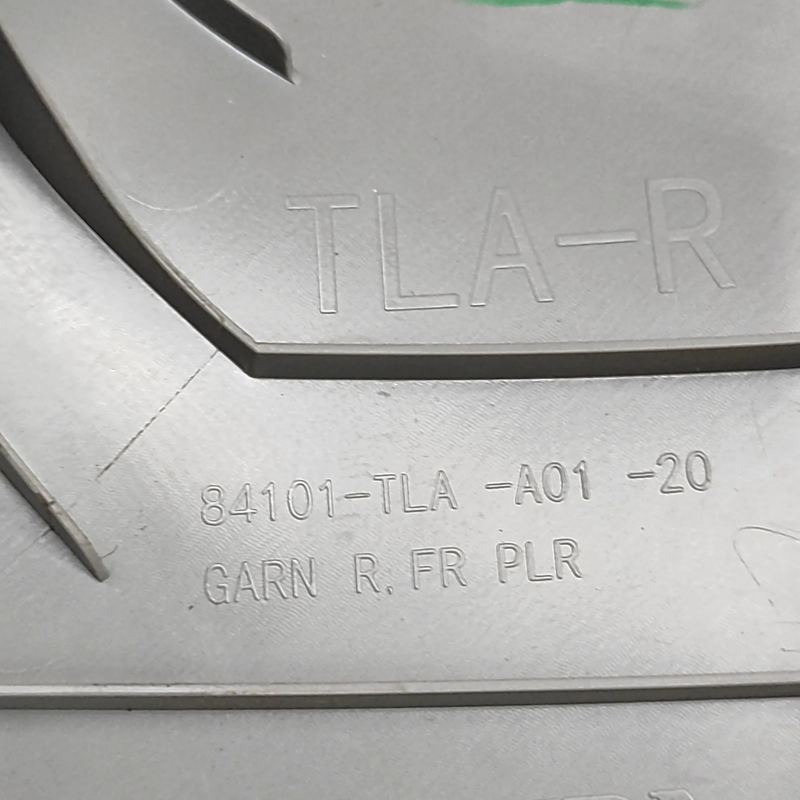 TLA-R
84101-TLA -A01 -20
GARN R. FR PLR